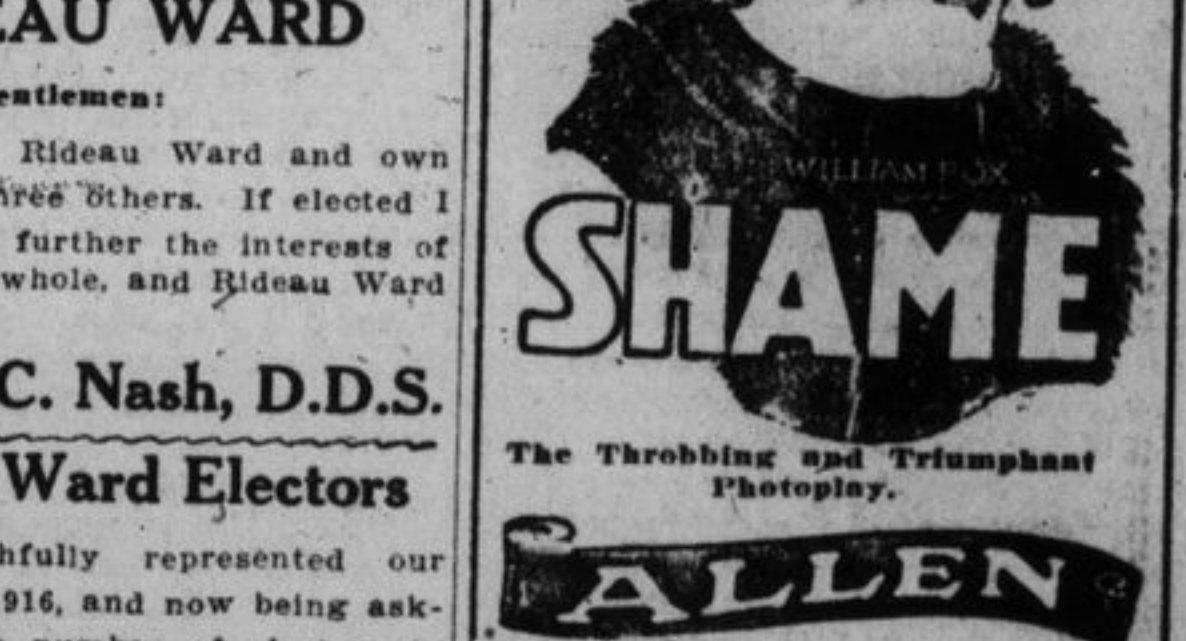 EAU WARD
entlemen:
Rideau Ward and own
hree others. If elected I
further the interests of
whole, and Rideau Ward
C. Nash, D.D.S.
Ward Electors
hfully represented our
916, and now being ask-
WILLIAM FOX
SHAME
The Throbbing and Triumphant
Photoplay.
ALLEN